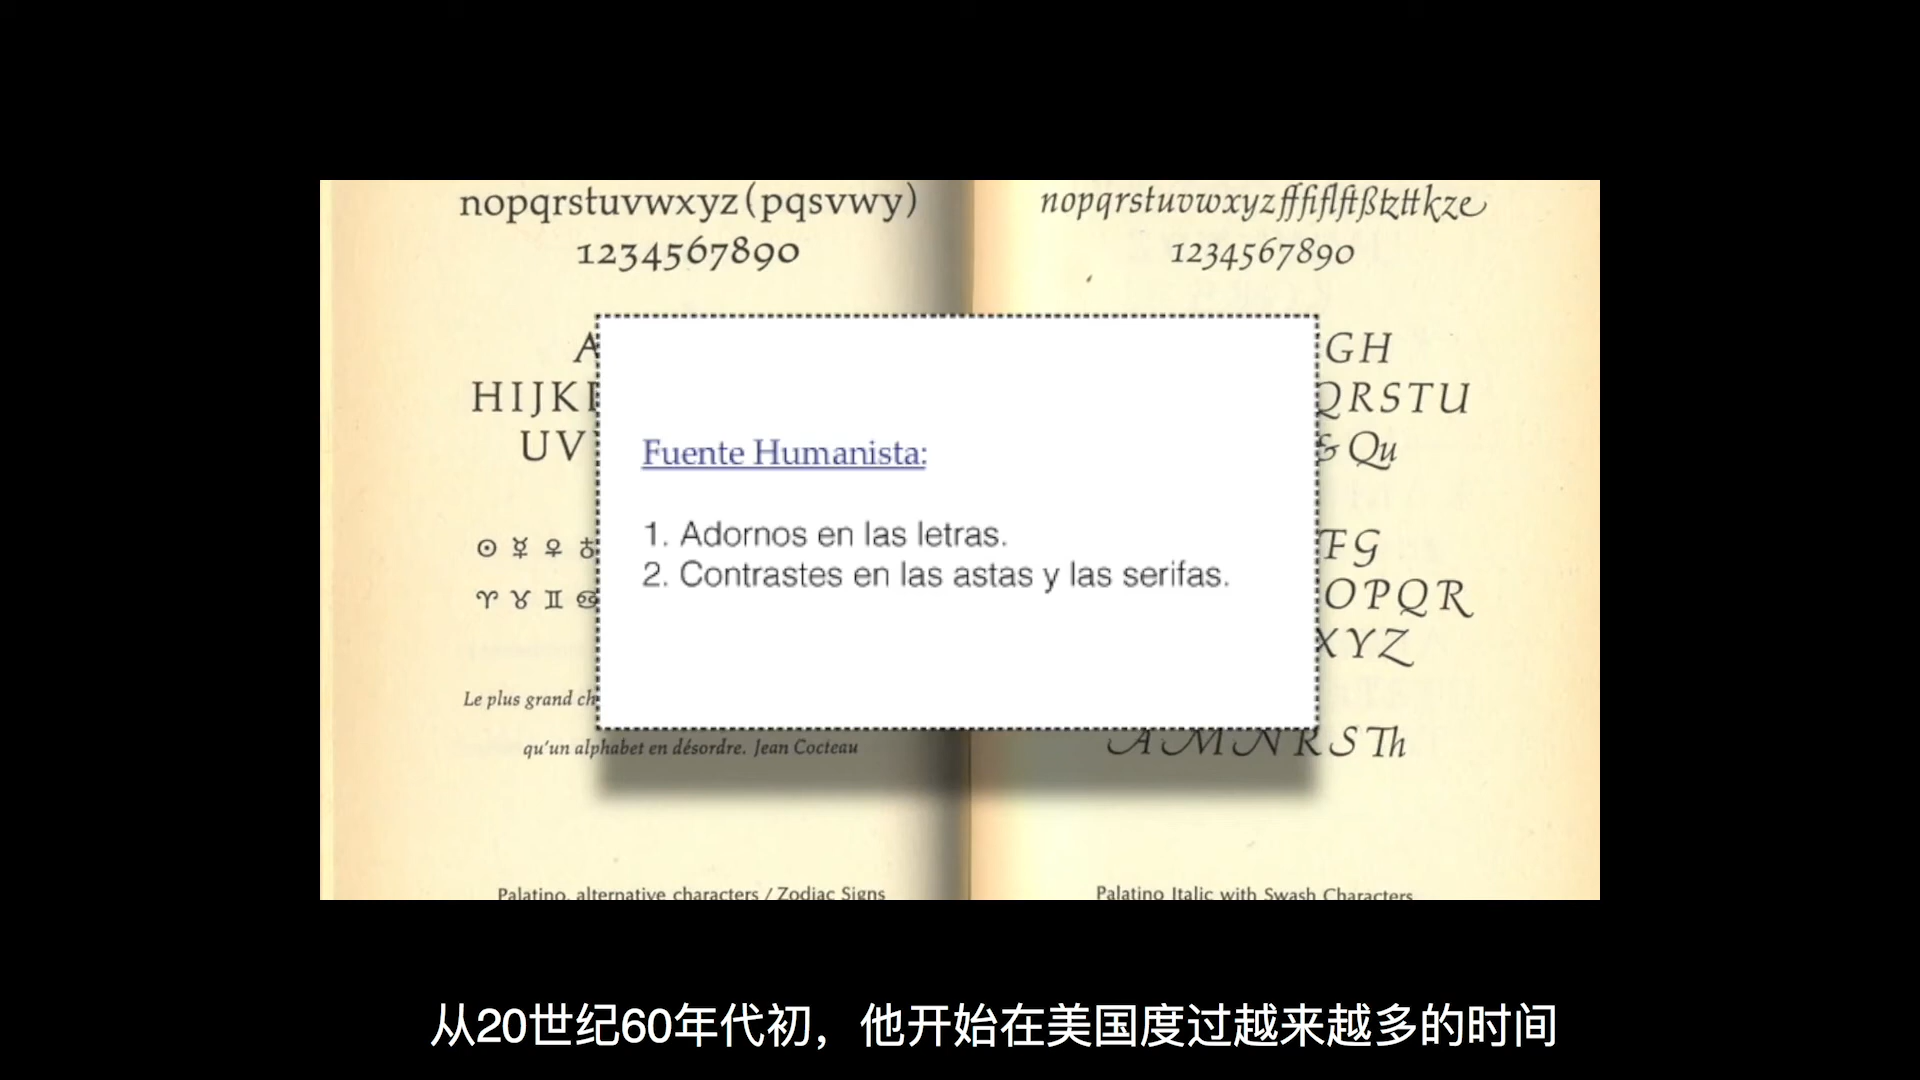 nopqrstuvwxyz(pqsvwy)
1234567890
A
HIJK
UV
☉ ☿ ♀ ♁
♈ ♉ ♊ ♋
Le plus grand ch
qu'un alphabet en désordre. Jean Cocteau
Palatino, alternative characters / Zodiac Signs
nopqrstuvwxyzfffiflftßtzttkze
1234567890
GH
QRSTU
& Qu
FG
OPQR
XYZ
AMNRSTh
Palatino Italic with Swash Characters
Fuente Humanista:
1. Adornos en las letras.
2. Contrastes en las astas y las serifas.
从20世纪60年代初，他开始在美国度过越来越多的时间